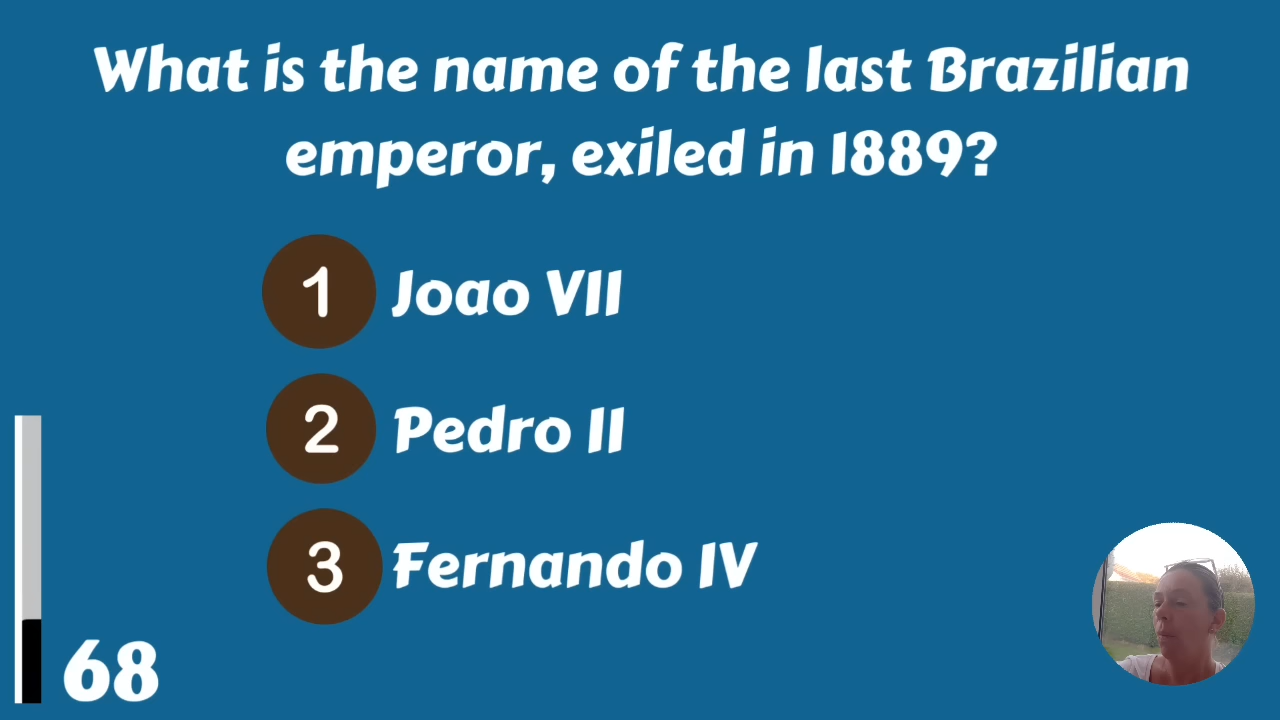 What is the name of the last Brazilian
emperor, exiled in 1889?
1 Joao VII
2 Pedro II
3 Fernando IV
68